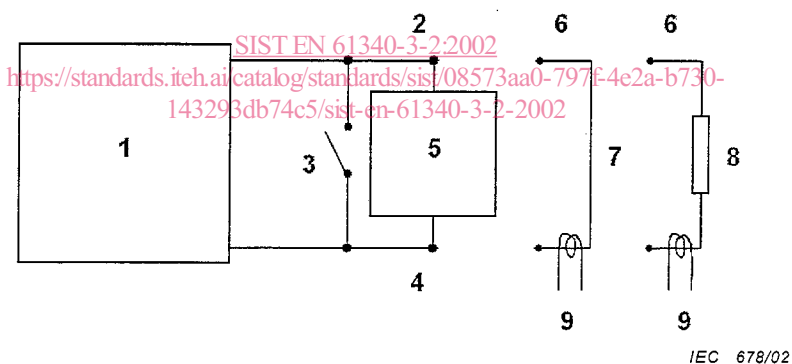 2 6 6
SIST EN 61340-3-2:2002
https://standards.iteh.ai/catalog/standards/sist/08573aa0-797f-4e2a-b730-
143293db74c5/sist-en-61340-3-2-2002
1 3 5 7 8
4
9 9
IEC 678/02